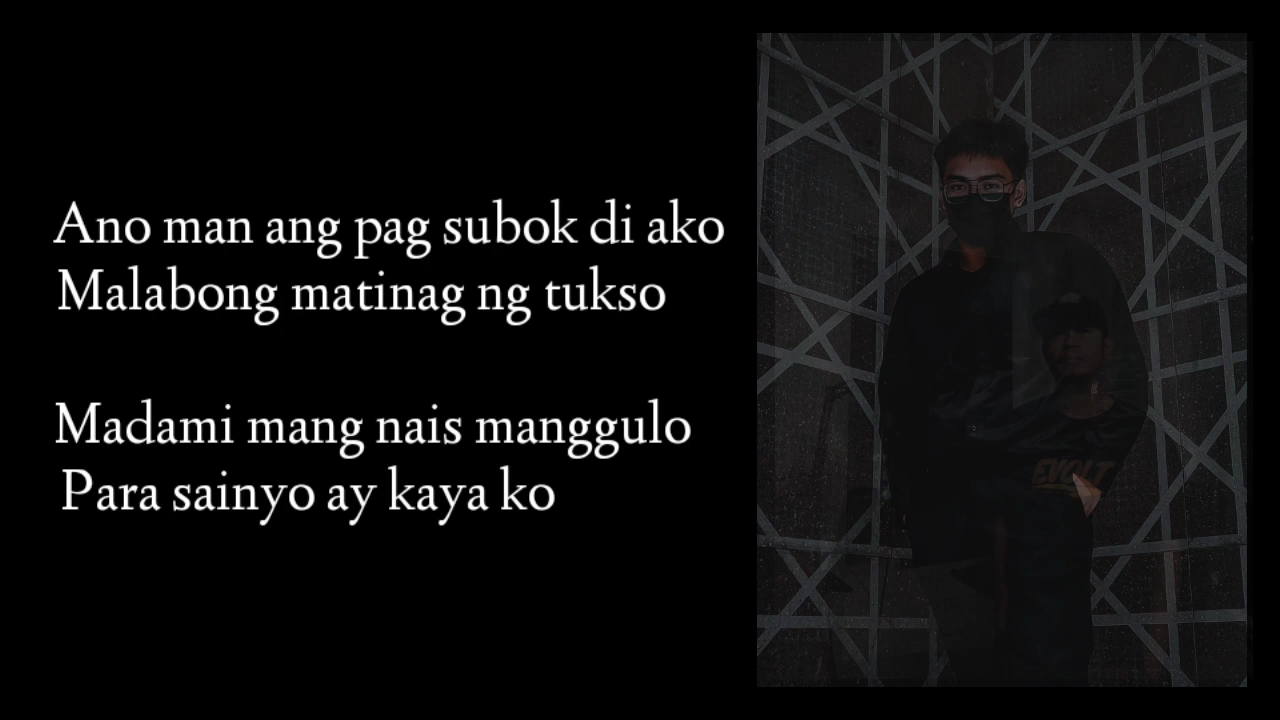 Ano man ang pag subok di ako
Malabong matinag ng tukso
Madami mang nais manggulo
Para sainyo ay kaya ko
EVOLT